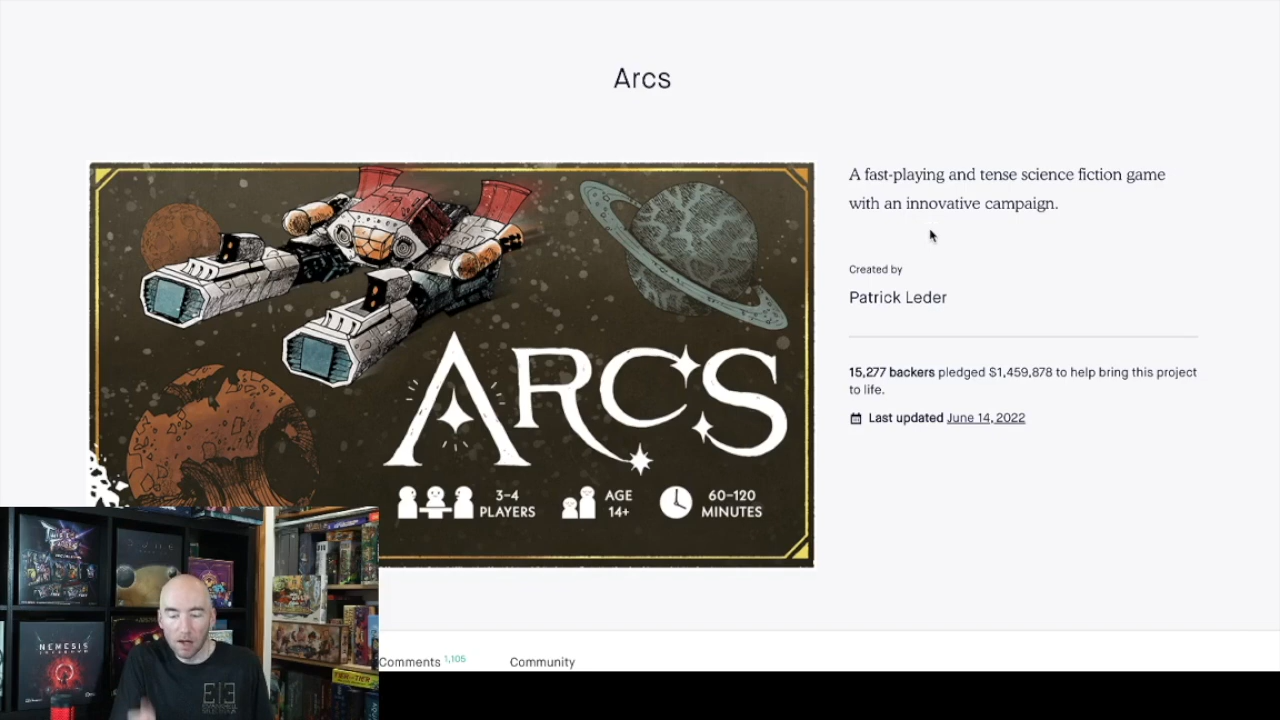 Arcs
A fast-playing and tense science fiction game
with an innovative campaign.
Created by
Patrick Leder
15,277 backers pledged $1,459,878 to help bring this project
to life.
Last updated June 14, 2022
ARCS
3–4
PLAYERS
AGE
14+
60–120
MINUTES
Comments 1,105
Community
NEMESIS
LOCKDOWN